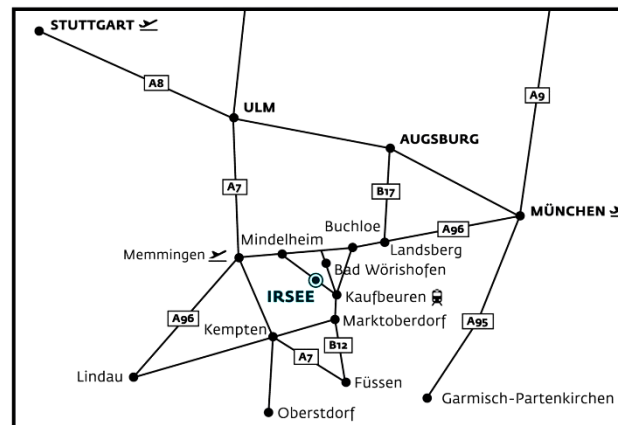 STUTTGART
A8
A9
ULM
AUGSBURG
A7
B17
MÜNCHEN
Buchloe
A96
Mindelheim
Landsberg
Memmingen
Bad Wörishofen
IRSEE
Kaufbeuren
A96
Marktoberdorf
A95
Kempten
B12
A7
Lindau
Füssen
Garmisch-Partenkirchen
Oberstdorf